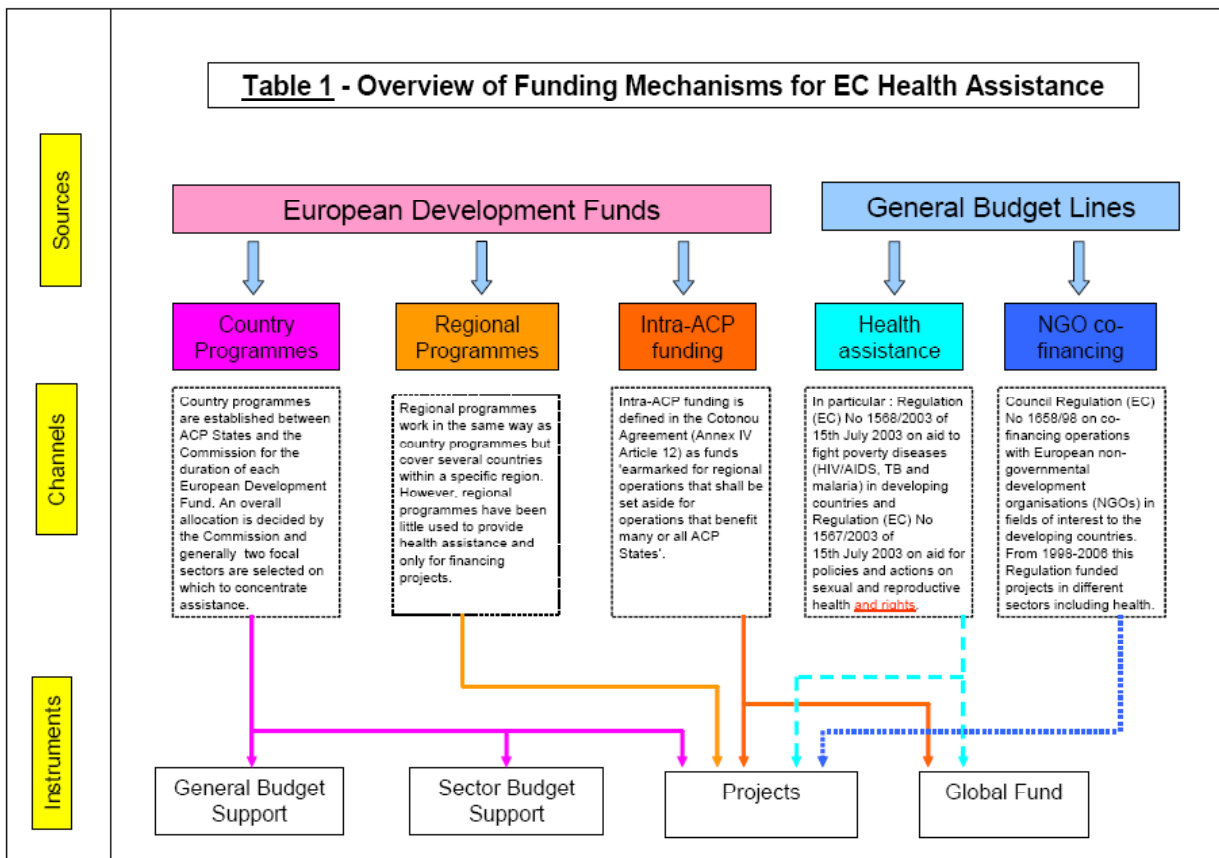 Table 1 - Overview of Funding Mechanisms for EC Health Assistance
Sources
European Development Funds
General Budget Lines
Country
Programmes
Regional
Programmes
Intra-ACP
funding
Health
assistance
NGO co-
financing
Channels
Country programmes
are established between
ACP States and the
Commission for the
duration of each
European Development
Fund. An overall
allocation is decided by
the Commission and
generally two focal
sectors are selected on
which to concentrate
assistance.
Regional programmes
work in the same way as
country programmes but
cover several countries
within a specific region.
However, regional
programmes have been
little used to provide
health assistance and
only for financing
projects.
Intra-ACP funding is
defined in the Cotonou
Agreement (Annex IV
Article 12) as funds
'earmarked for regional
operations that shall be
set aside for
operations that benefit
many or all ACP
States'.
In particular : Regulation
(EC) No 1568/2003 of
15th July 2003 on aid to
fight poverty diseases
(HIV/AIDS, TB and
malaria) in developing
countries and
Regulation (EC) No
1567/2003 of
15th July 2003 on aid for
policies and actions on
sexual and reproductive
health and rights.
Council Regulation (EC)
No 1658/98 on co-
financing operations
with European non-
governmental
development
organisations (NGOs) in
fields of interest to the
developing countries.
From 1998-2006 this
Regulation funded
projects in different
sectors including health.
Instruments
General Budget
Support
Sector Budget
Support
Projects
Global Fund